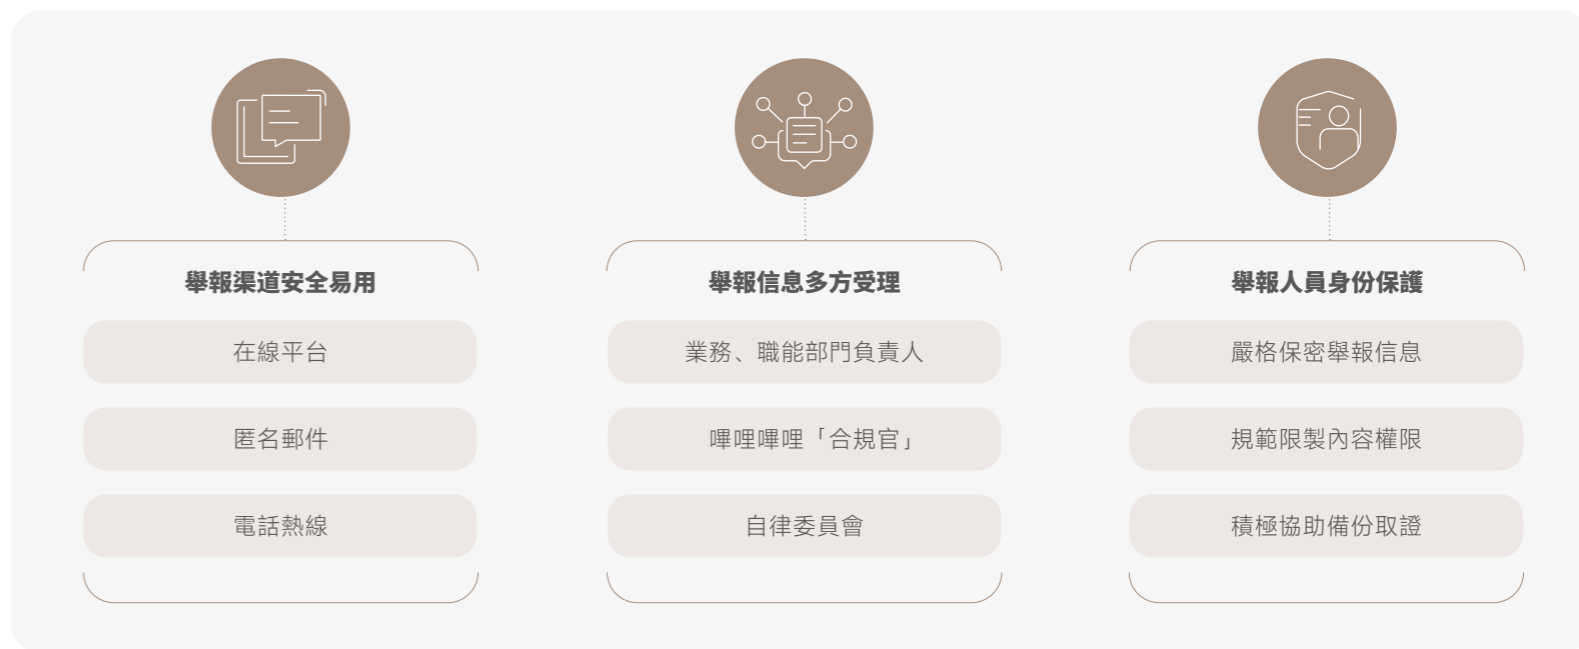 舉報渠道安全易用
在線平台
匿名郵件
電話熱線
舉報信息多方受理
業務、職能部門負責人
嗶哩嗶哩「合規官」
自律委員會
舉報人員身份保護
嚴格保密舉報信息
規範限製內容權限
積極協助備份取證